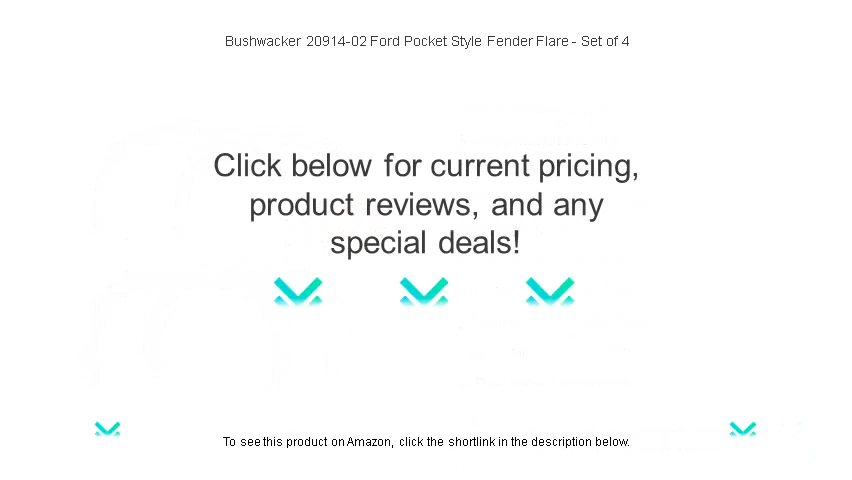 Bushwacker 20914-02 Ford Pocket Style Fender Flare - Set of 4
Click below for current pricing,
product reviews, and any
special deals!
To see this product on Amazon, click the shortlink in the description below.